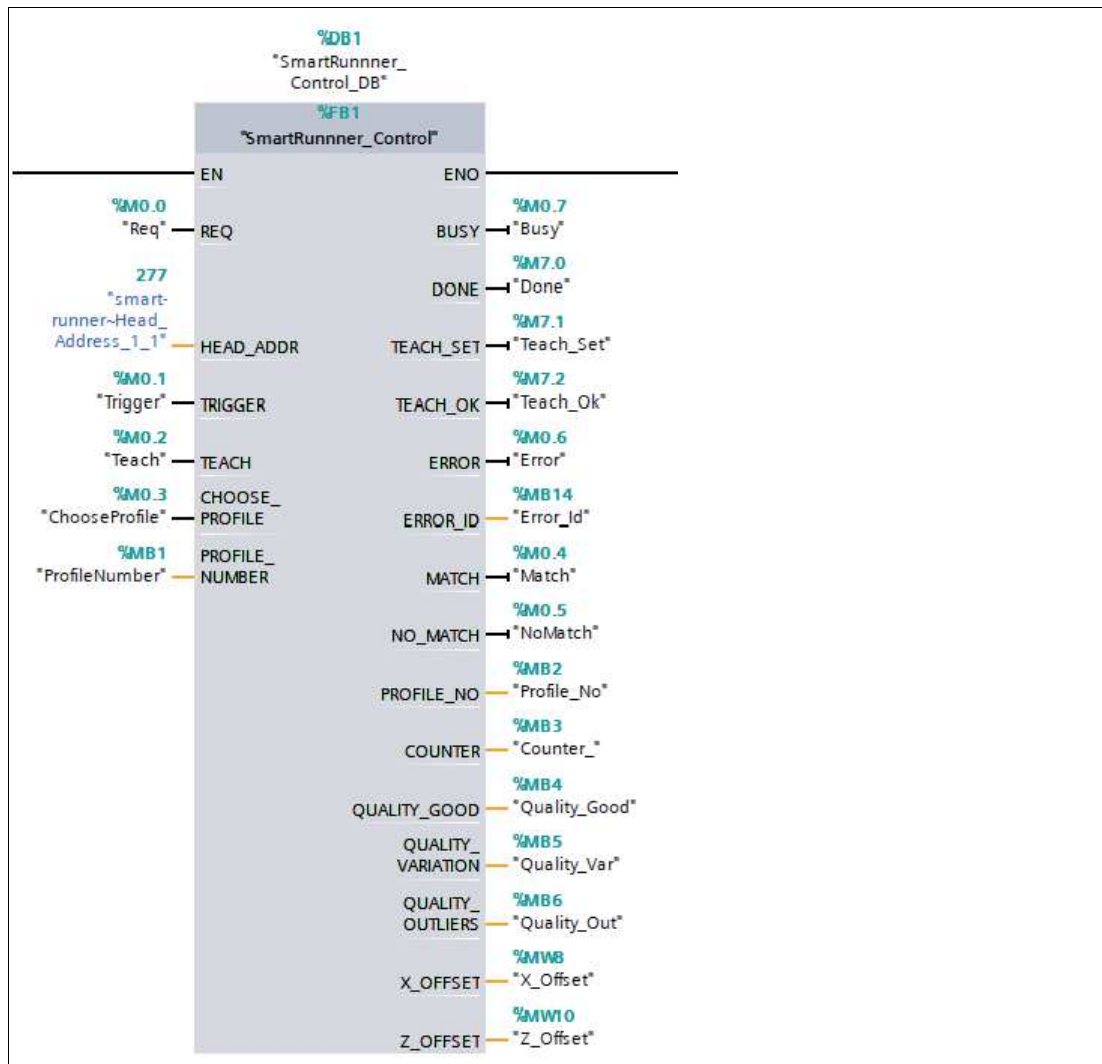 %DB1
"SmartRunnner_
Control_DB"
%FB1
"SmartRunnner_Control"
EN ENO
%M0.0 %M0.7
"Req" REQ BUSY "Busy"
%M7.0
277 DONE "Done"
"smart-
runner~Head_ %M7.1
Address_1_1" HEAD_ADDR TEACH_SET "Teach_Set"
%M0.1 %M7.2
"Trigger" TRIGGER TEACH_OK "Teach_Ok"
%M0.2 %M0.6
"Teach" TEACH ERROR "Error"
%M0.3 CHOOSE_ %MB14
"ChooseProfile" PROFILE ERROR_ID "Error_Id"
%MB1 PROFILE_ %M0.4
"ProfileNumber" NUMBER MATCH "Match"
%M0.5
NO_MATCH "NoMatch"
%MB2
PROFILE_NO "Profile_No"
%MB3
COUNTER "Counter_"
%MB4
QUALITY_GOOD "Quality_Good"
QUALITY_ %MB5
VARIATION "Quality_Var"
QUALITY_ %MB6
OUTLIERS "Quality_Out"
%MW8
X_OFFSET "X_Offset"
%MW10
Z_OFFSET "Z_Offset"